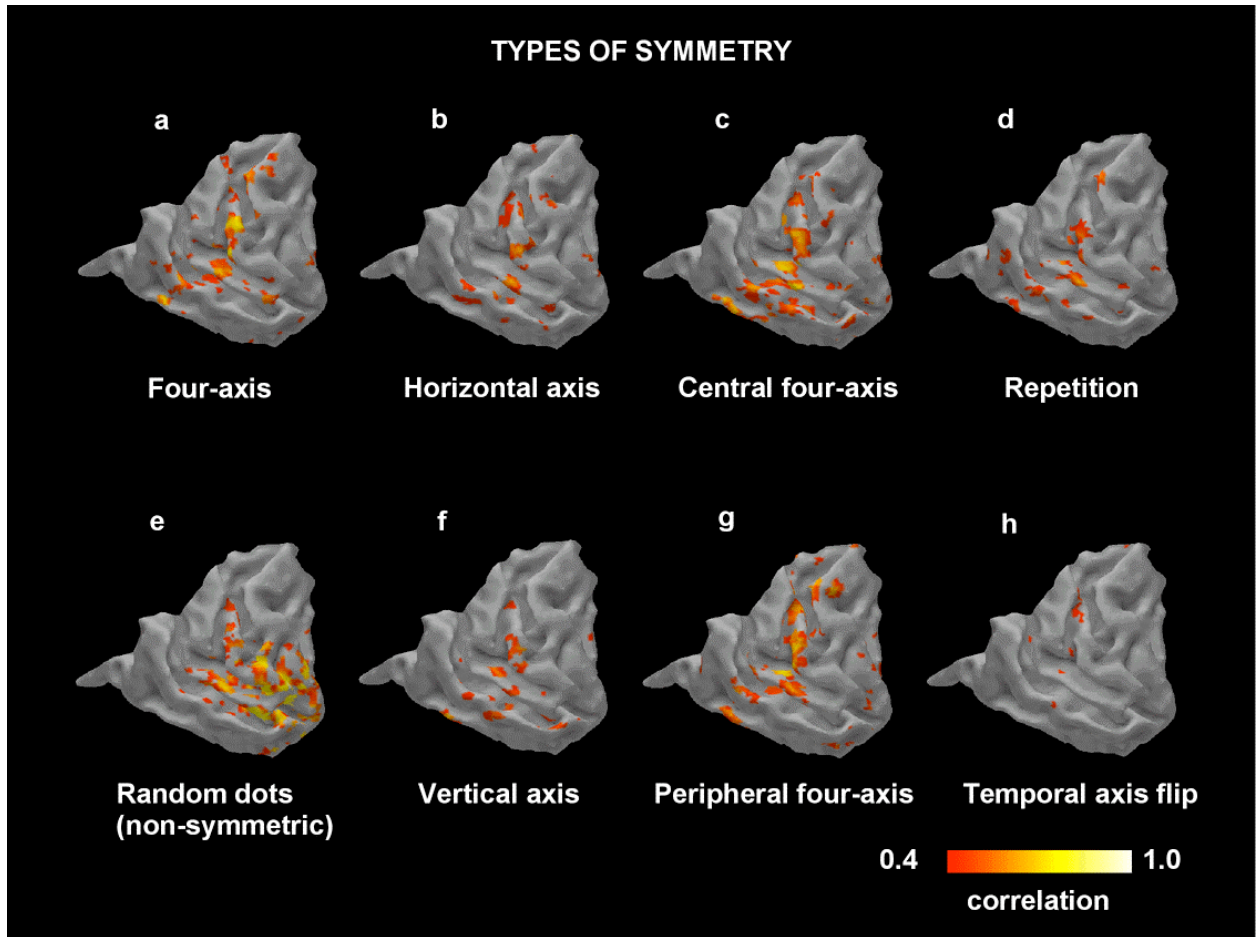 TYPES OF SYMMETRY
a
b
c
d
Four-axis
Horizontal axis
Central four-axis
Repetition
e
f
g
h
Random dots
(non-symmetric)
Vertical axis
Peripheral four-axis
Temporal axis flip
0.4
1.0
correlation